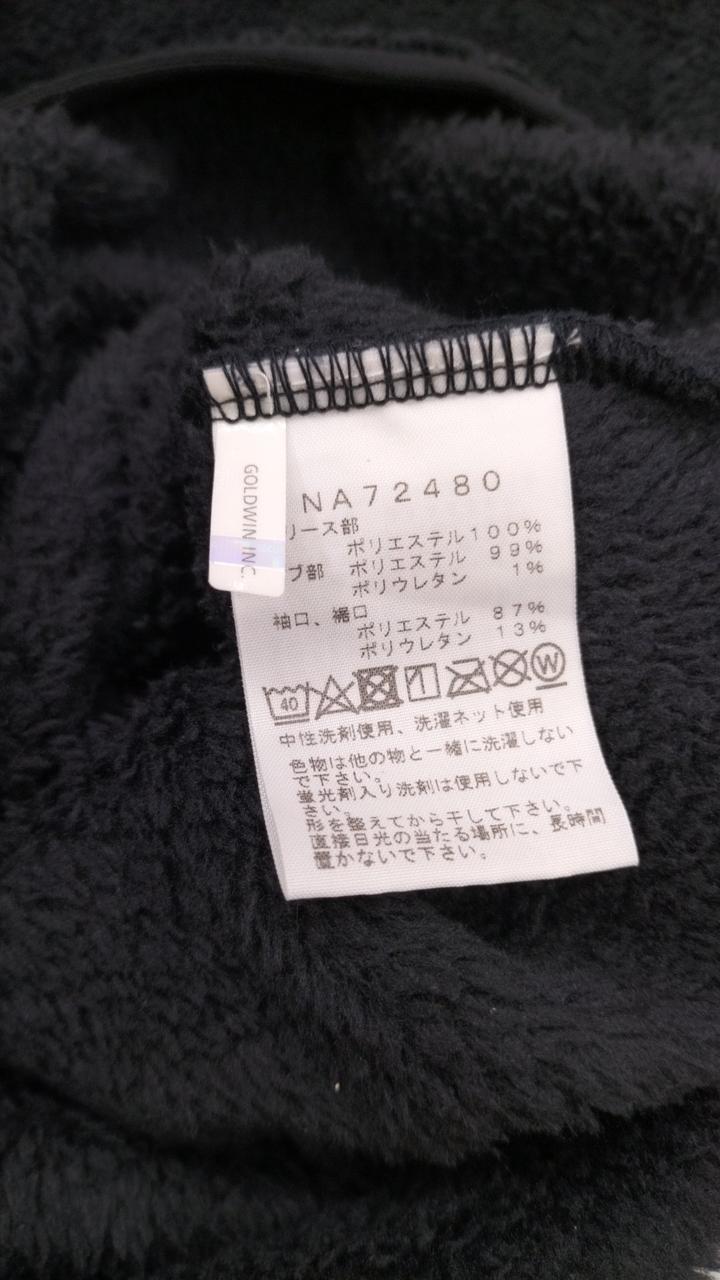 GOLDWIN INC.
NA72480
リース部
ポリエステル100%
ブ部 ポリエステル 99%
ポリウレタン 1%
袖口、裾口
ポリエステル 87%
ポリウレタン 13%
40 W
中性洗剤使用、洗濯ネット使用
色物は他の物と一緒に洗濯しない
で下さい。
蛍光剤入り洗剤は使用しないで下
さい。
形を整えてから干して下さい。
直接日光の当たる場所に、長時間
置かないで下さい。